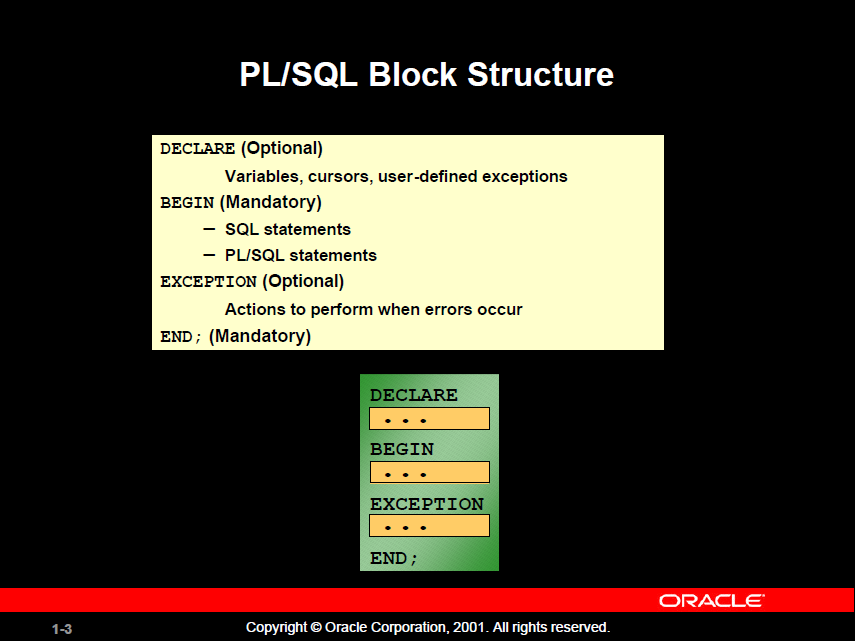 PL/SQL Block Structure
DECLARE (Optional)
Variables, cursors, user-defined exceptions
BEGIN (Mandatory)
– SQL statements
– PL/SQL statements
EXCEPTION (Optional)
Actions to perform when errors occur
END; (Mandatory)
DECLARE
...
BEGIN
...
EXCEPTION
...
END;
ORACLE®
1-3
Copyright © Oracle Corporation, 2001. All rights reserved.